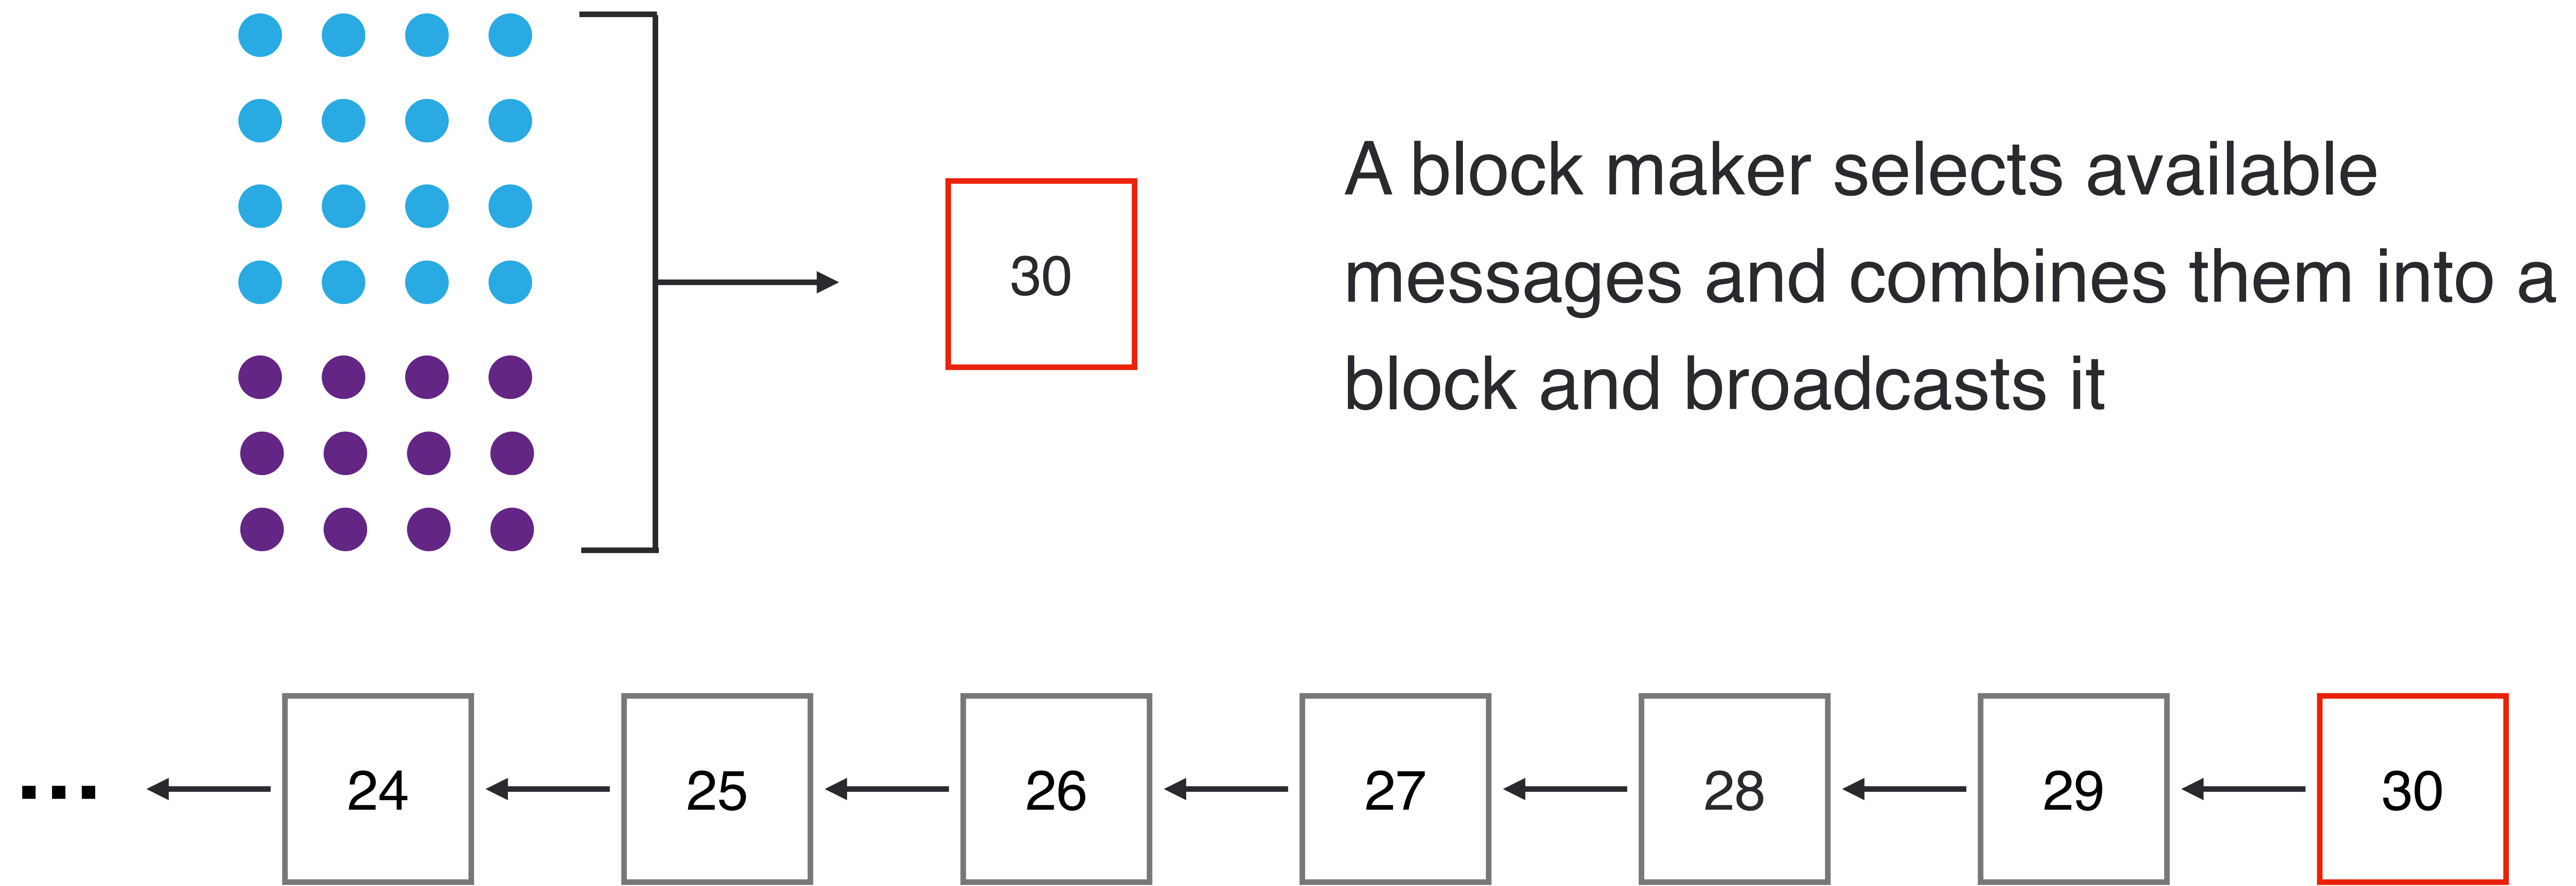 30
A block maker selects available
messages and combines them into a
block and broadcasts it
... 24 25 26 27 28 29 30